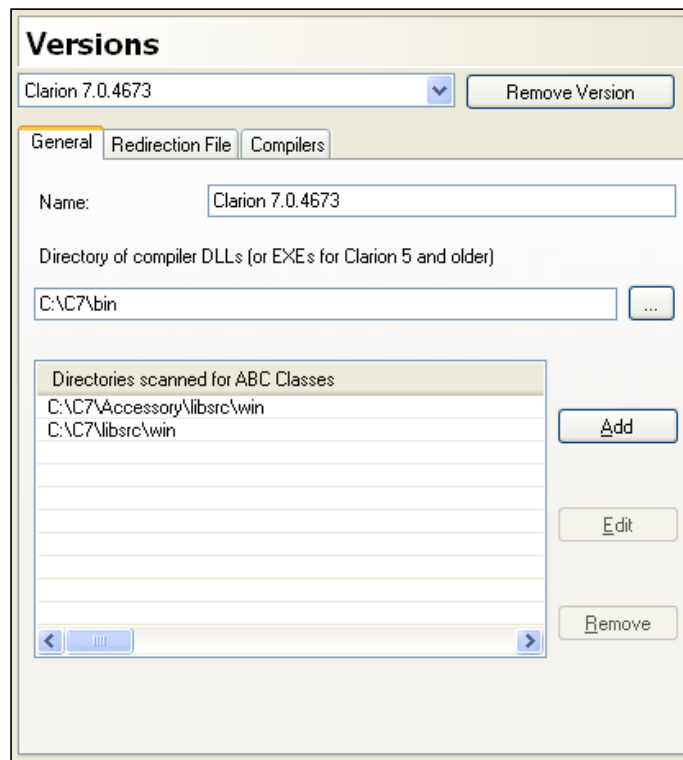 Versions
Clarion 7.0.4673
Remove Version
General
Redirection File
Compilers
Name:
Clarion 7.0.4673
Directory of compiler DLLs (or EXEs for Clarion 5 and older)
C:\C7\bin
...
Directories scanned for ABC Classes
C:\C7\Accessory\libsrc\win
C:\C7\libsrc\win
Add
Edit
Remove